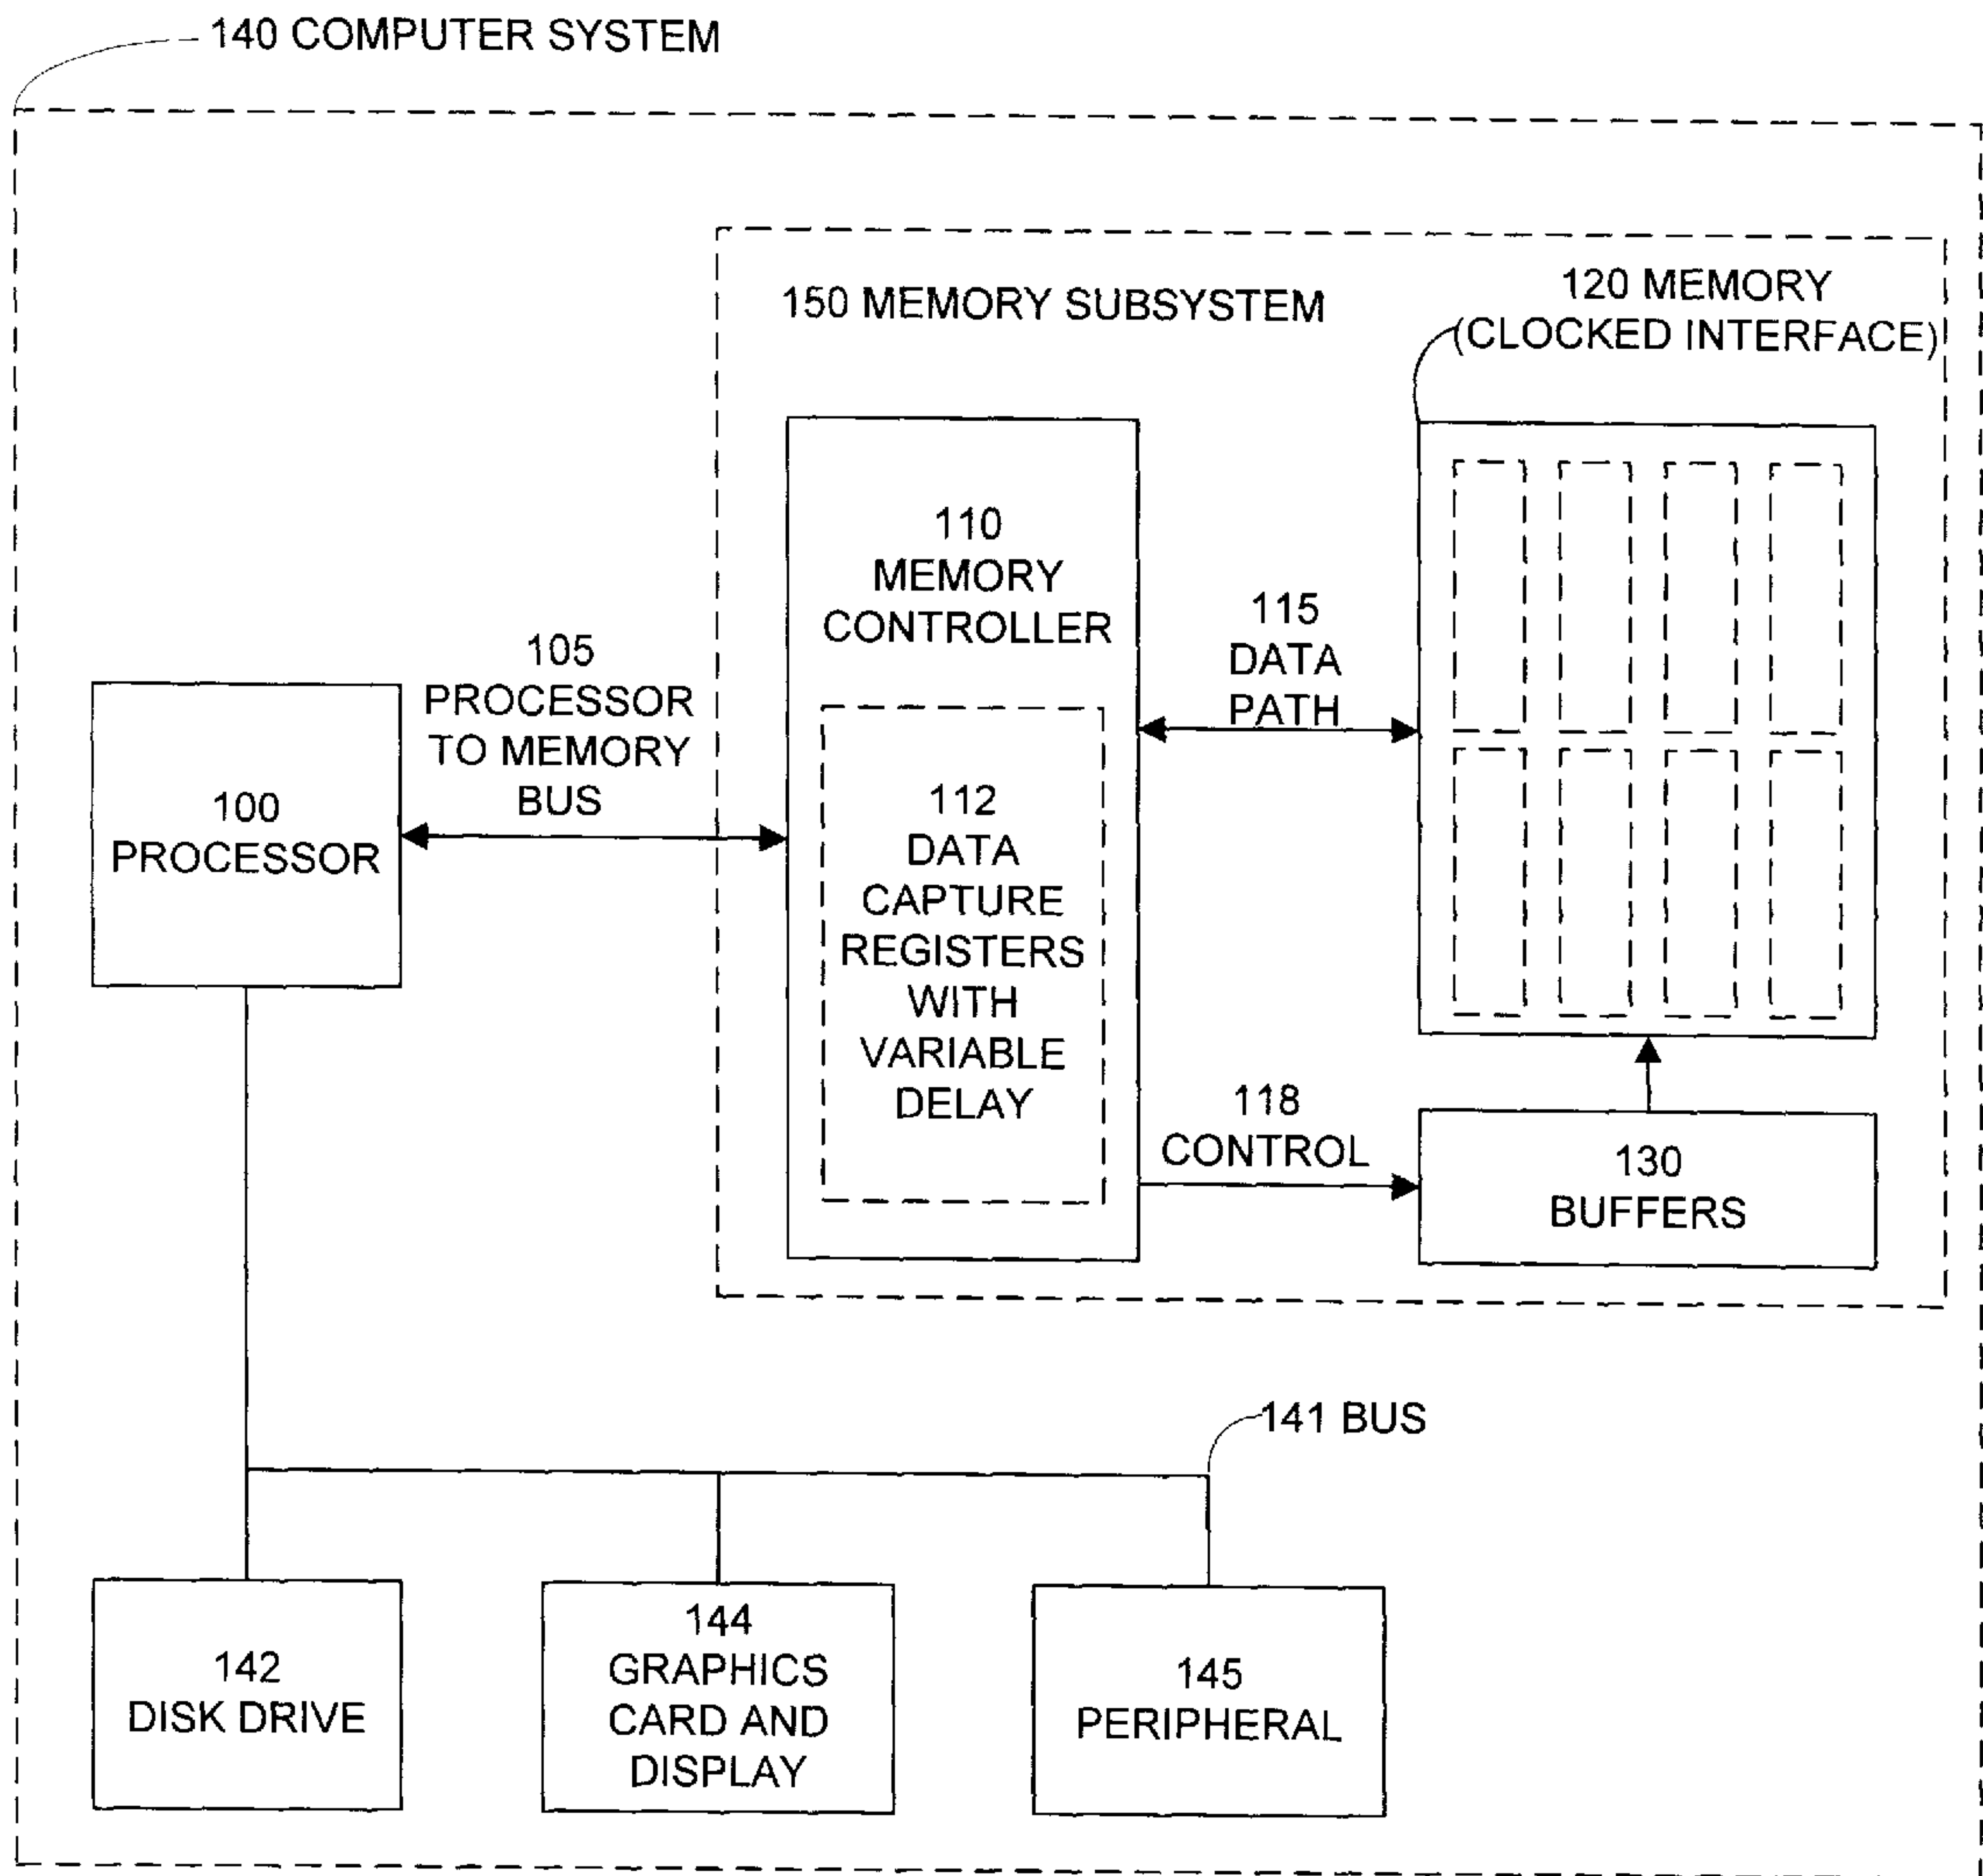 140 COMPUTER SYSTEM
150 MEMORY SUBSYSTEM
120 MEMORY
(CLOCKED INTERFACE)
110
MEMORY
CONTROLLER
115
DATA
PATH
105
PROCESSOR
TO MEMORY
BUS
100
PROCESSOR
112
DATA
CAPTURE
REGISTERS
WITH
VARIABLE
DELAY
118
CONTROL
130
BUFFERS
141 BUS
142
DISK DRIVE
144
GRAPHICS
CARD AND
DISPLAY
145
PERIPHERAL